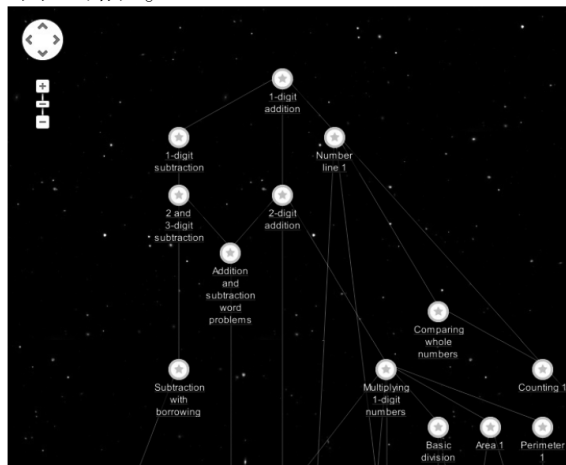 1-digit
addition
1-digit
subtraction
Number
line 1
2 and
3-digit
subtraction
2-digit
addition
Addition
and
subtraction
word
problems
Comparing
whole
numbers
Subtraction
with
borrowing
Multiplying
1-digit
numbers
Counting 1
Basic
division
Area 1
Perimeter
1